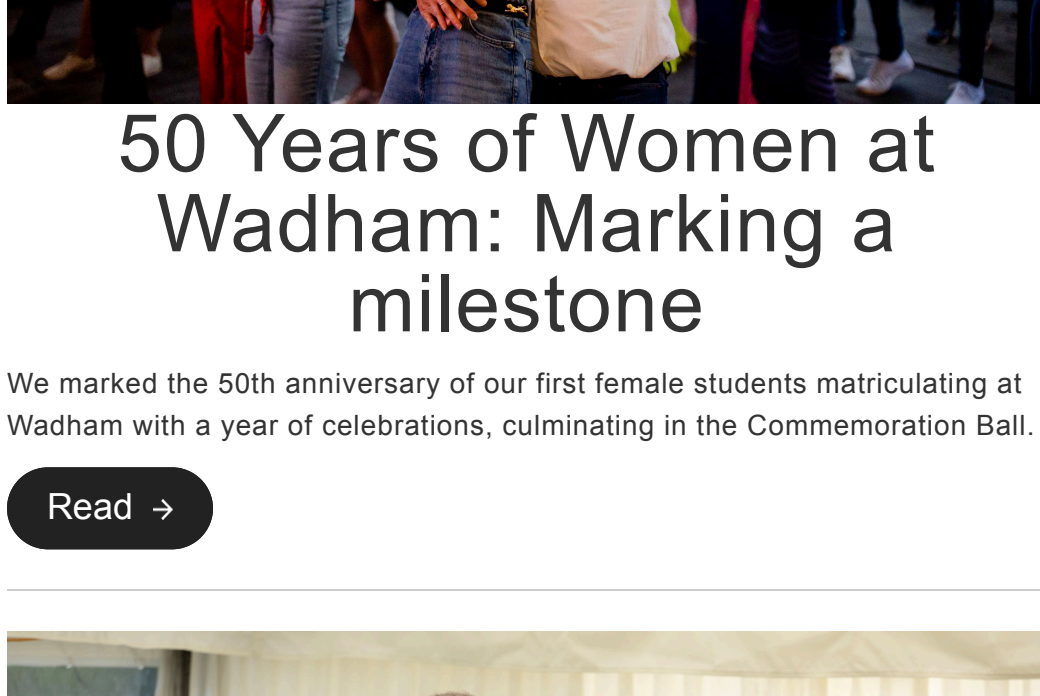 50 Years of Women at
Wadham: Marking a
milestone
We marked the 50th anniversary of our first female students matriculating at
Wadham with a year of celebrations, culminating in the Commemoration Ball.
Read →